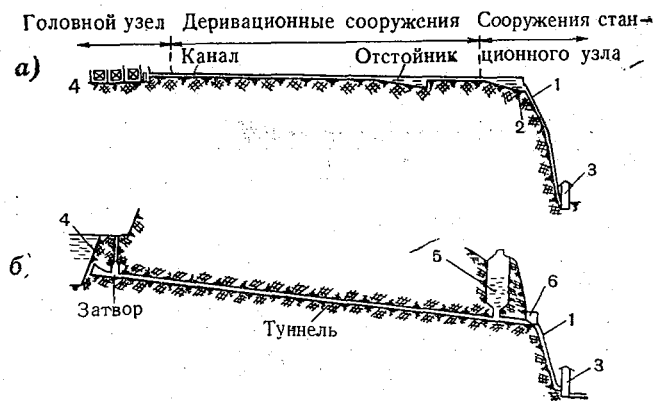 Головной узел Деривационные сооружения Сооружения стан-
ционного узла
а)
Канал Отстойник
4 1
2
3
4
5
б)
6
Затвор
Туннель
1
3